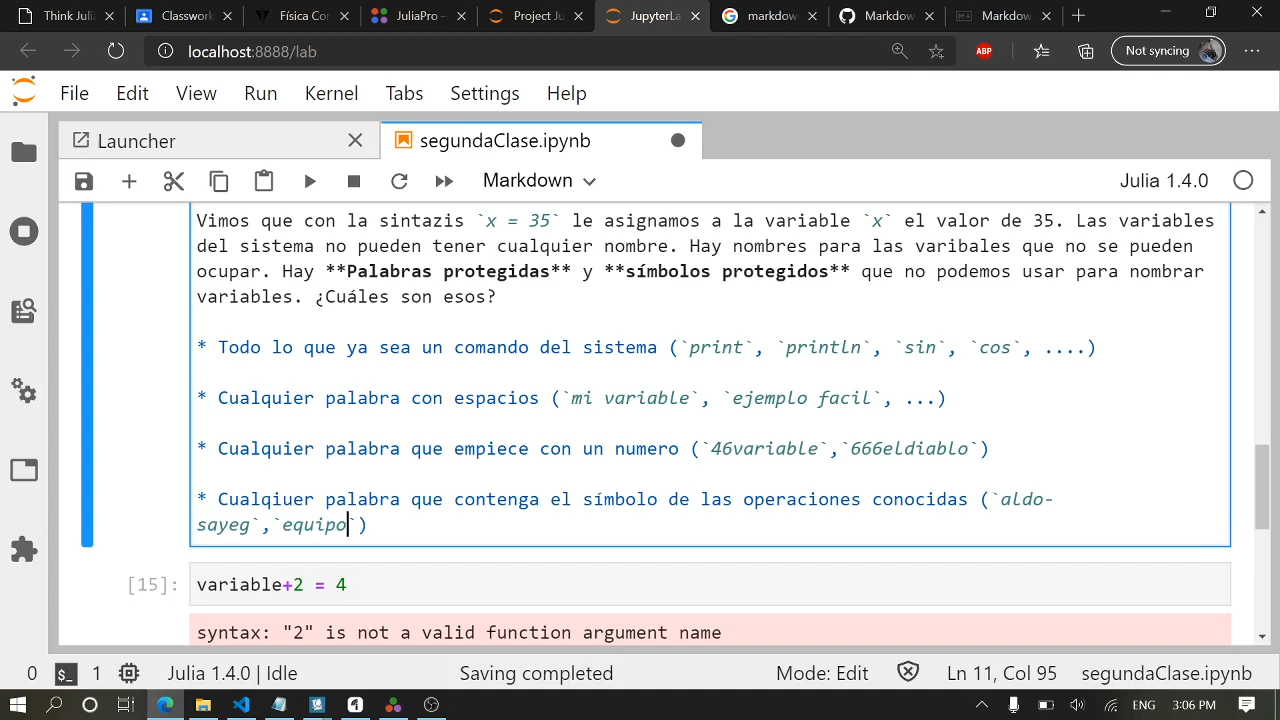 Think Julia
Classwork
Física Cor
JuliaPro –
Project Ju
JupyterLa
markdown
Markdow
Markdow
localhost:8888/lab
ABP
Not syncing
File Edit View Run Kernel Tabs Settings Help
Launcher
segundaClase.ipynb
Markdown
Julia 1.4.0
Vimos que con la sintazis `x = 35` le asignamos a la variable `x` el valor de 35. Las variables
del sistema no pueden tener cualquier nombre. Hay nombres para las varibales que no se pueden
ocupar. Hay **Palabras protegidas** y **símbolos protegidos** que no podemos usar para nombrar
variables. ¿Cuáles son esos?
* Todo lo que ya sea un comando del sistema (`print`, `println`, `sin`, `cos`, ....)
* Cualquier palabra con espacios (`mi variable`, `ejemplo facil`, ...)
* Cualquier palabra que empiece con un numero (`46variable`,`666eldiablo`)
* Cualqiuer palabra que contenga el símbolo de las operaciones conocidas (`aldo-
sayeg`,`equipo`)
[15]: variable+2 = 4
syntax: "2" is not a valid function argument name
0 1 Julia 1.4.0 | Idle Saving completed Mode: Edit Ln 11, Col 95 segundaClase.ipynb
ENG 3:06 PM